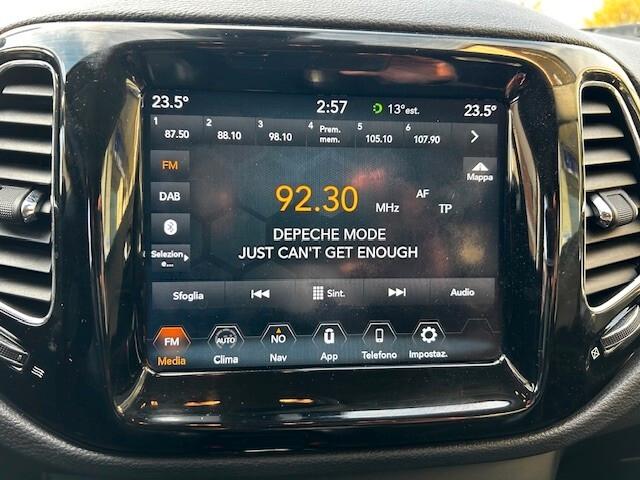 23.5°
2:57
13°est.
23.5°
1 87.50
2 88.10
3 98.10
4 Prem. mem.
5 105.10
6 107.90
FM
DAB
Selezion e...
Mappa
92.30 MHz
AF
TP
DEPECHE MODE
JUST CAN'T GET ENOUGH
Sfoglia
Sint.
Audio
FM
Media
AUTO
Clima
NO
Nav
App
Telefono
Impostaz.